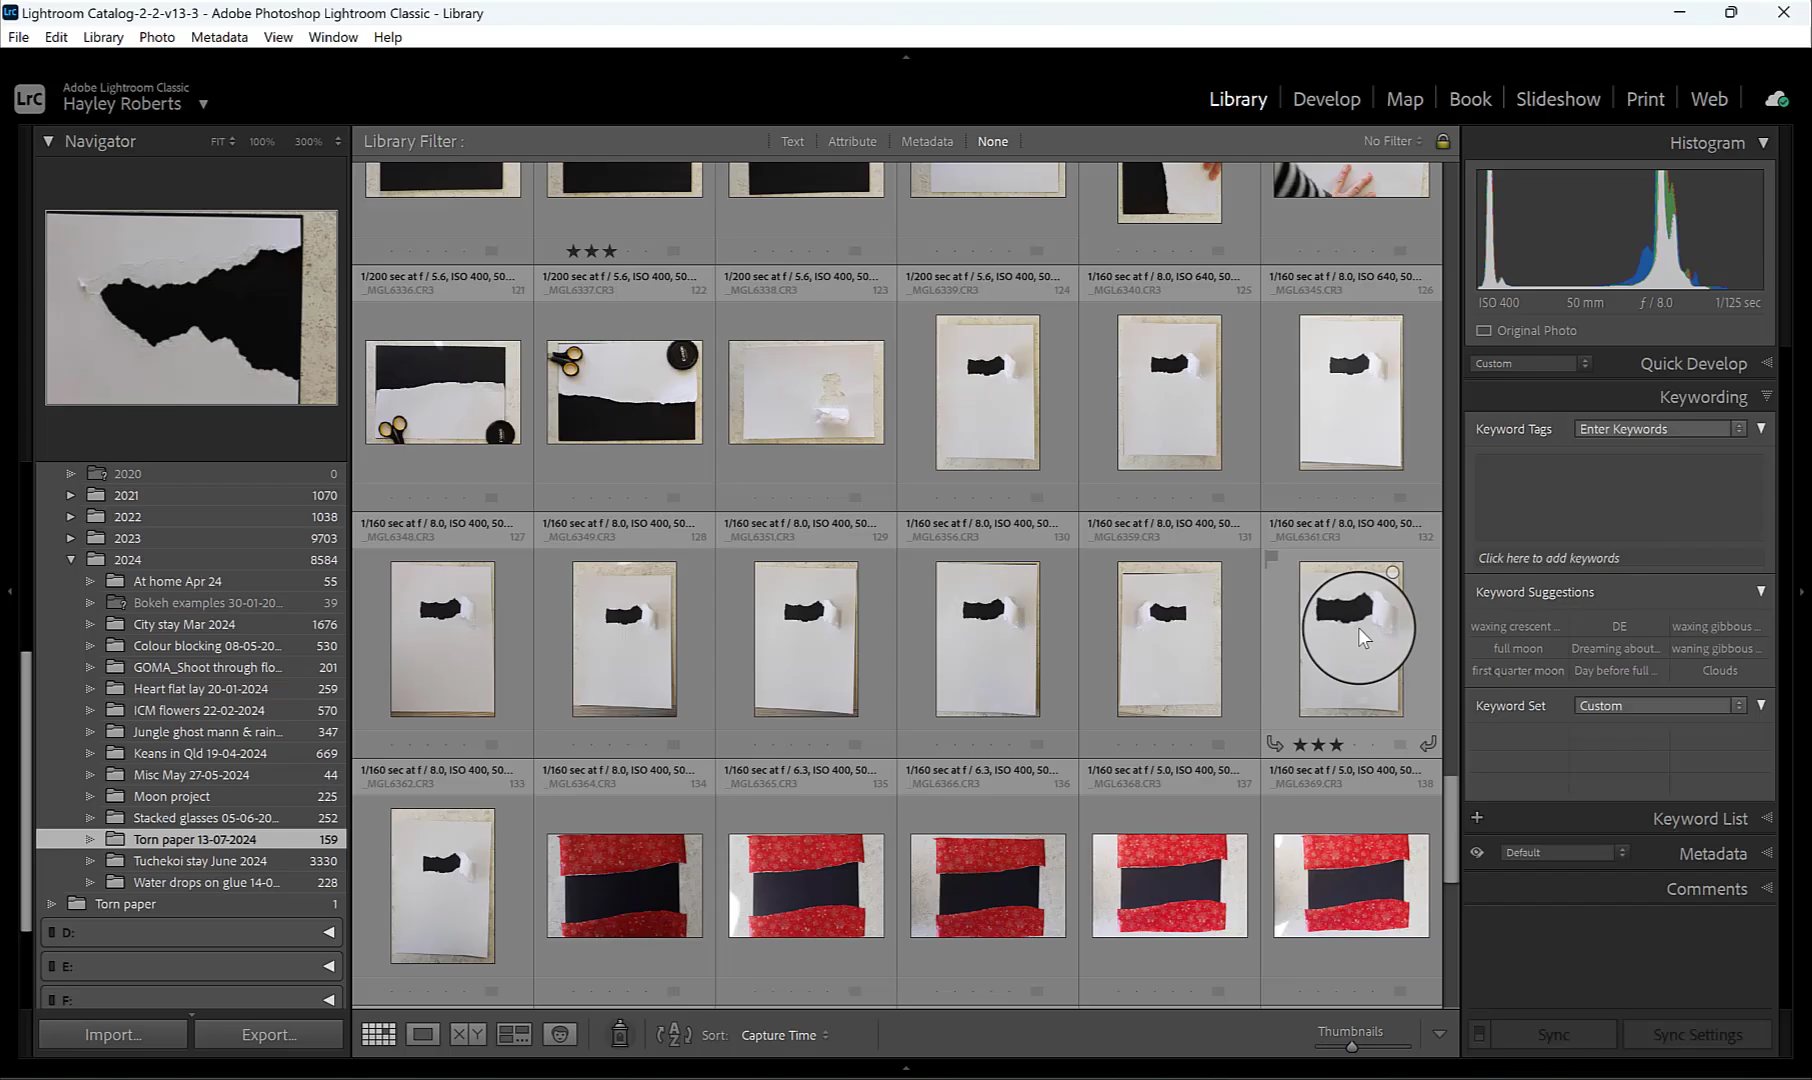 Lightroom Catalog-2-2-v13-3 - Adobe Photoshop Lightroom Classic - Library
File Edit Library Photo Metadata View Window Help
LrC
Adobe Lightroom Classic
Hayley Roberts
Library Develop Map Book Slideshow Print Web
Navigator FIT 100% 300%
Library Filter : Text Attribute Metadata None No Filter
Histogram
ISO 400 50 mm ƒ / 8.0 1/125 sec
Original Photo
Custom Quick Develop
Keywording
Keyword Tags Enter Keywords
Click here to add keywords
Keyword Suggestions
waxing crescent ... DE waxing gibbous ...
full moon Dreaming about... waning gibbous ...
first quarter moon Day before full ... Clouds
Keyword Set Custom
Keyword List
Default Metadata
Comments
Sync Sync Settings
2020 0
2021 1070
2022 1038
2023 9703
2024 8584
At home Apr 24 55
Bokeh examples 30-01-20... 39
City stay Mar 2024 1676
Colour blocking 08-05-20... 530
GOMA_Shoot through flo... 201
Heart flat lay 20-01-2024 259
ICM flowers 22-02-2024 570
Jungle ghost mann & rain... 347
Keans in Qld 19-04-2024 669
Misc May 27-05-2024 44
Moon project 225
Stacked glasses 05-06-20... 252
Torn paper 13-07-2024 159
Tuchekoi stay June 2024 3330
Water drops on glue 14-0... 228
Torn paper 1
D:
E:
F:
Import... Export...
1/200 sec at f / 5.6, ISO 400, 50... 1/200 sec at f / 5.6, ISO 400, 50... 1/200 sec at f / 5.6, ISO 400, 50... 1/200 sec at f / 5.6, ISO 400, 50... 1/160 sec at f / 8.0, ISO 640, 50... 1/160 sec at f / 8.0, ISO 640, 50...
_MGL6336.CR3 121 _MGL6337.CR3 122 _MGL6338.CR3 123 _MGL6339.CR3 124 _MGL6340.CR3 125 _MGL6345.CR3 126
1/160 sec at f / 8.0, ISO 400, 50... 1/160 sec at f / 8.0, ISO 400, 50... 1/160 sec at f / 8.0, ISO 400, 50... 1/160 sec at f / 8.0, ISO 400, 50... 1/160 sec at f / 8.0, ISO 400, 50... 1/160 sec at f / 8.0, ISO 400, 50...
_MGL6348.CR3 127 _MGL6349.CR3 128 _MGL6351.CR3 129 _MGL6356.CR3 130 _MGL6359.CR3 131 _MGL6361.CR3 132
1/160 sec at f / 8.0, ISO 400, 50... 1/160 sec at f / 8.0, ISO 400, 50... 1/160 sec at f / 6.3, ISO 400, 50... 1/160 sec at f / 6.3, ISO 400, 50... 1/160 sec at f / 5.0, ISO 400, 50... 1/160 sec at f / 5.0, ISO 400, 50...
_MGL6362.CR3 133 _MGL6364.CR3 134 _MGL6365.CR3 135 _MGL6366.CR3 136 _MGL6368.CR3 137 _MGL6369.CR3 138
Sort: Capture Time Thumbnails